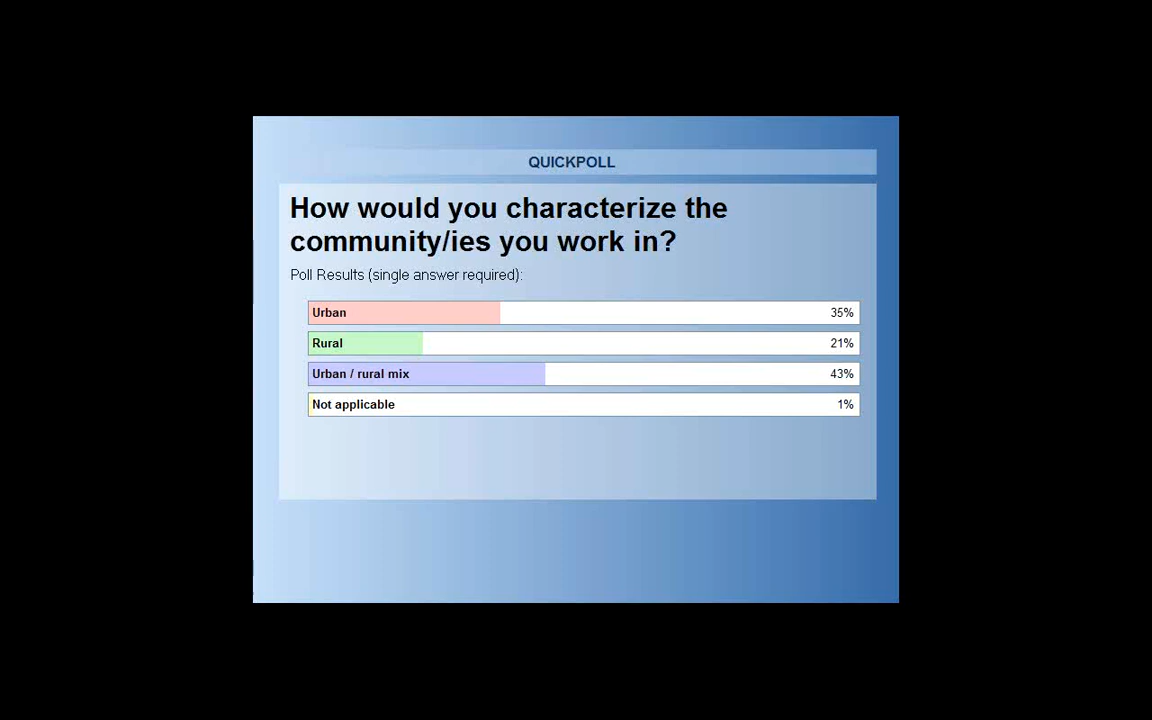 QUICKPOLL
How would you characterize the
community/ies you work in?
Poll Results (single answer required):
Urban 35%
Rural 21%
Urban / rural mix 43%
Not applicable 1%